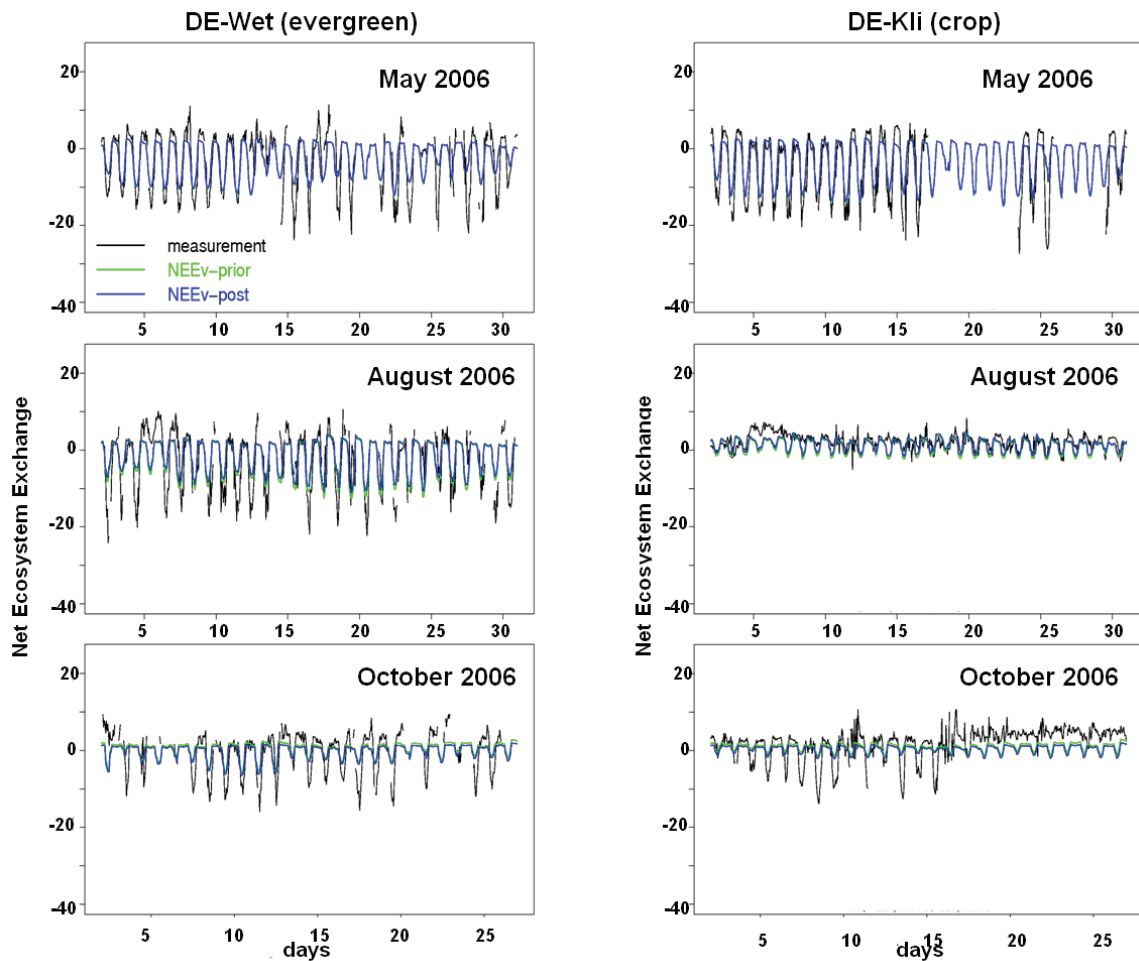 DE-Wet (evergreen)
DE-Kli (crop)
May 2006
20
0
-20
-40
measurement
NEEv-prior
NEEv-post
5 10 15 20 25 30
May 2006
20
0
-20
-40
5 10 15 20 25 30
August 2006
20
0
-20
-40
5 10 15 20 25 30
August 2006
20
0
-20
-40
5 10 15 20 25 30
Net Ecosystem Exchange
Net Ecosystem Exchange
October 2006
20
0
-20
-40
5 10 15 20 25
days
October 2006
20
0
-20
-40
5 10 15 20 25
days